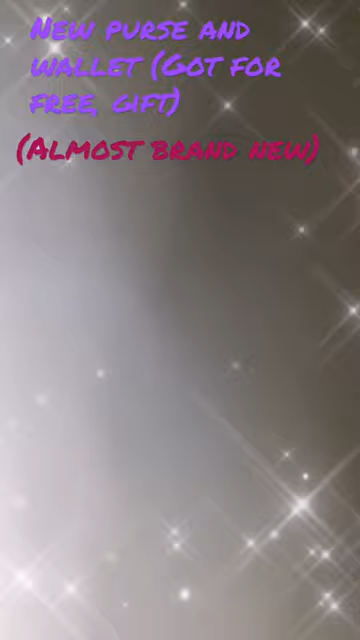 New purse and
wallet (Got for
free, gift)
(Almost brand new)